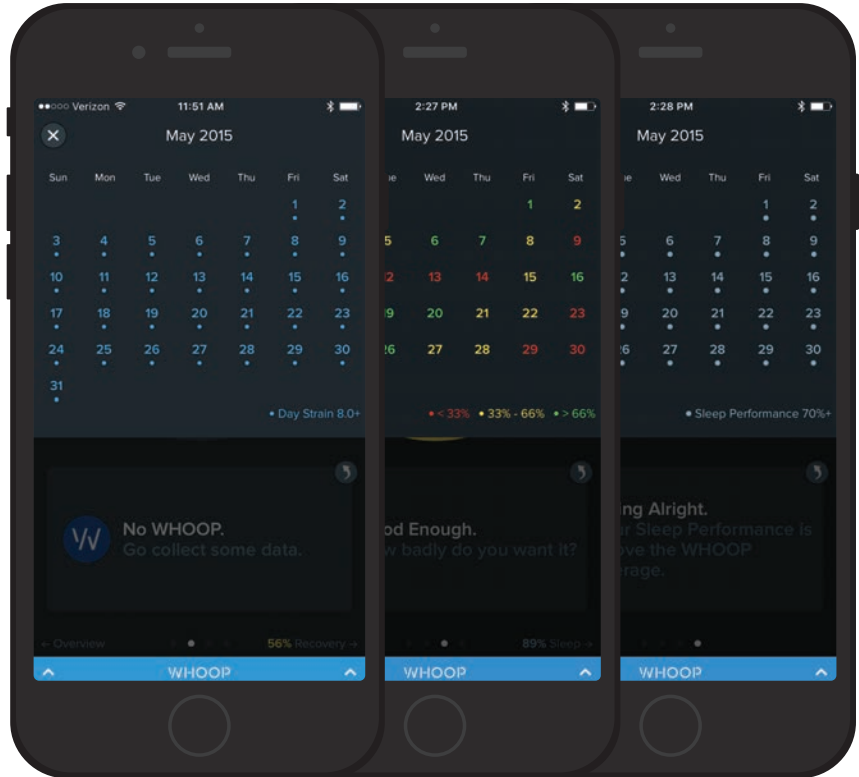 Verizon 11:51 AM
May 2015
Sun Mon Tue Wed Thu Fri Sat
1 2
3 4 5 6 7 8 9
10 11 12 13 14 15 16
17 18 19 20 21 22 23
24 25 26 27 28 29 30
31
Day Strain 8.0+
No WHOOP.
Go collect some data.
← Overview 56% Recovery →
WHOOP
2:27 PM
May 2015
Wed Thu Fri Sat
1 2
5 6 7 8 9
12 13 14 15 16
19 20 21 22 23
26 27 28 29 30
< 33% 33% - 66% > 66%
Enough.
badly do you want it?
89% Sleep →
WHOOP
2:28 PM
May 2015
Wed Thu Fri Sat
1 2
5 6 7 8 9
2 13 14 15 16
9 20 21 22 23
26 27 28 29 30
Sleep Performance 70%+
Alright.
Sleep Performance is
the WHOOP
WHOOP